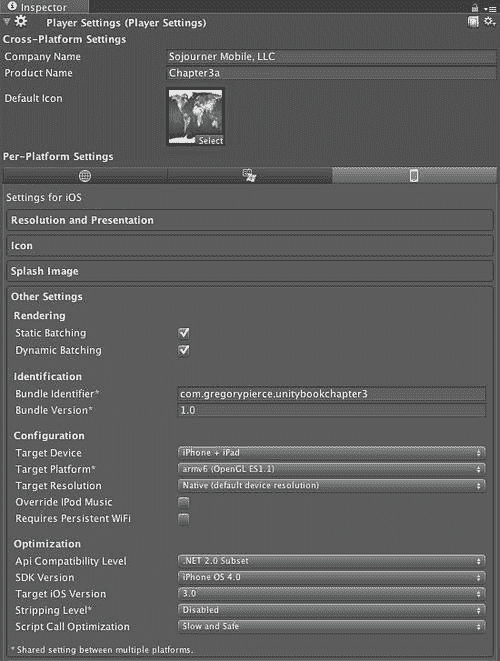 Inspector
Player Settings (Player Settings)
Cross-Platform Settings
Company Name Sojourner Mobile, LLC
Product Name Chapter3a
Default Icon
Select
Per-Platform Settings
Settings for iOS
Resolution and Presentation
Icon
Splash Image
Other Settings
Rendering
Static Batching
Dynamic Batching
Identification
Bundle Identifier* com.gregorypierce.unitybookchapter3
Bundle Version* 1.0
Configuration
Target Device iPhone + iPad
Target Platform* armv6 (OpenGL ES1.1)
Target Resolution Native (default device resolution)
Override IPod Music
Requires Persistent WiFi
Optimization
Api Compatibility Level .NET 2.0 Subset
SDK Version iPhone OS 4.0
Target iOS Version 3.0
Stripping Level* Disabled
Script Call Optimization Slow and Safe
* Shared setting between multiple platforms.